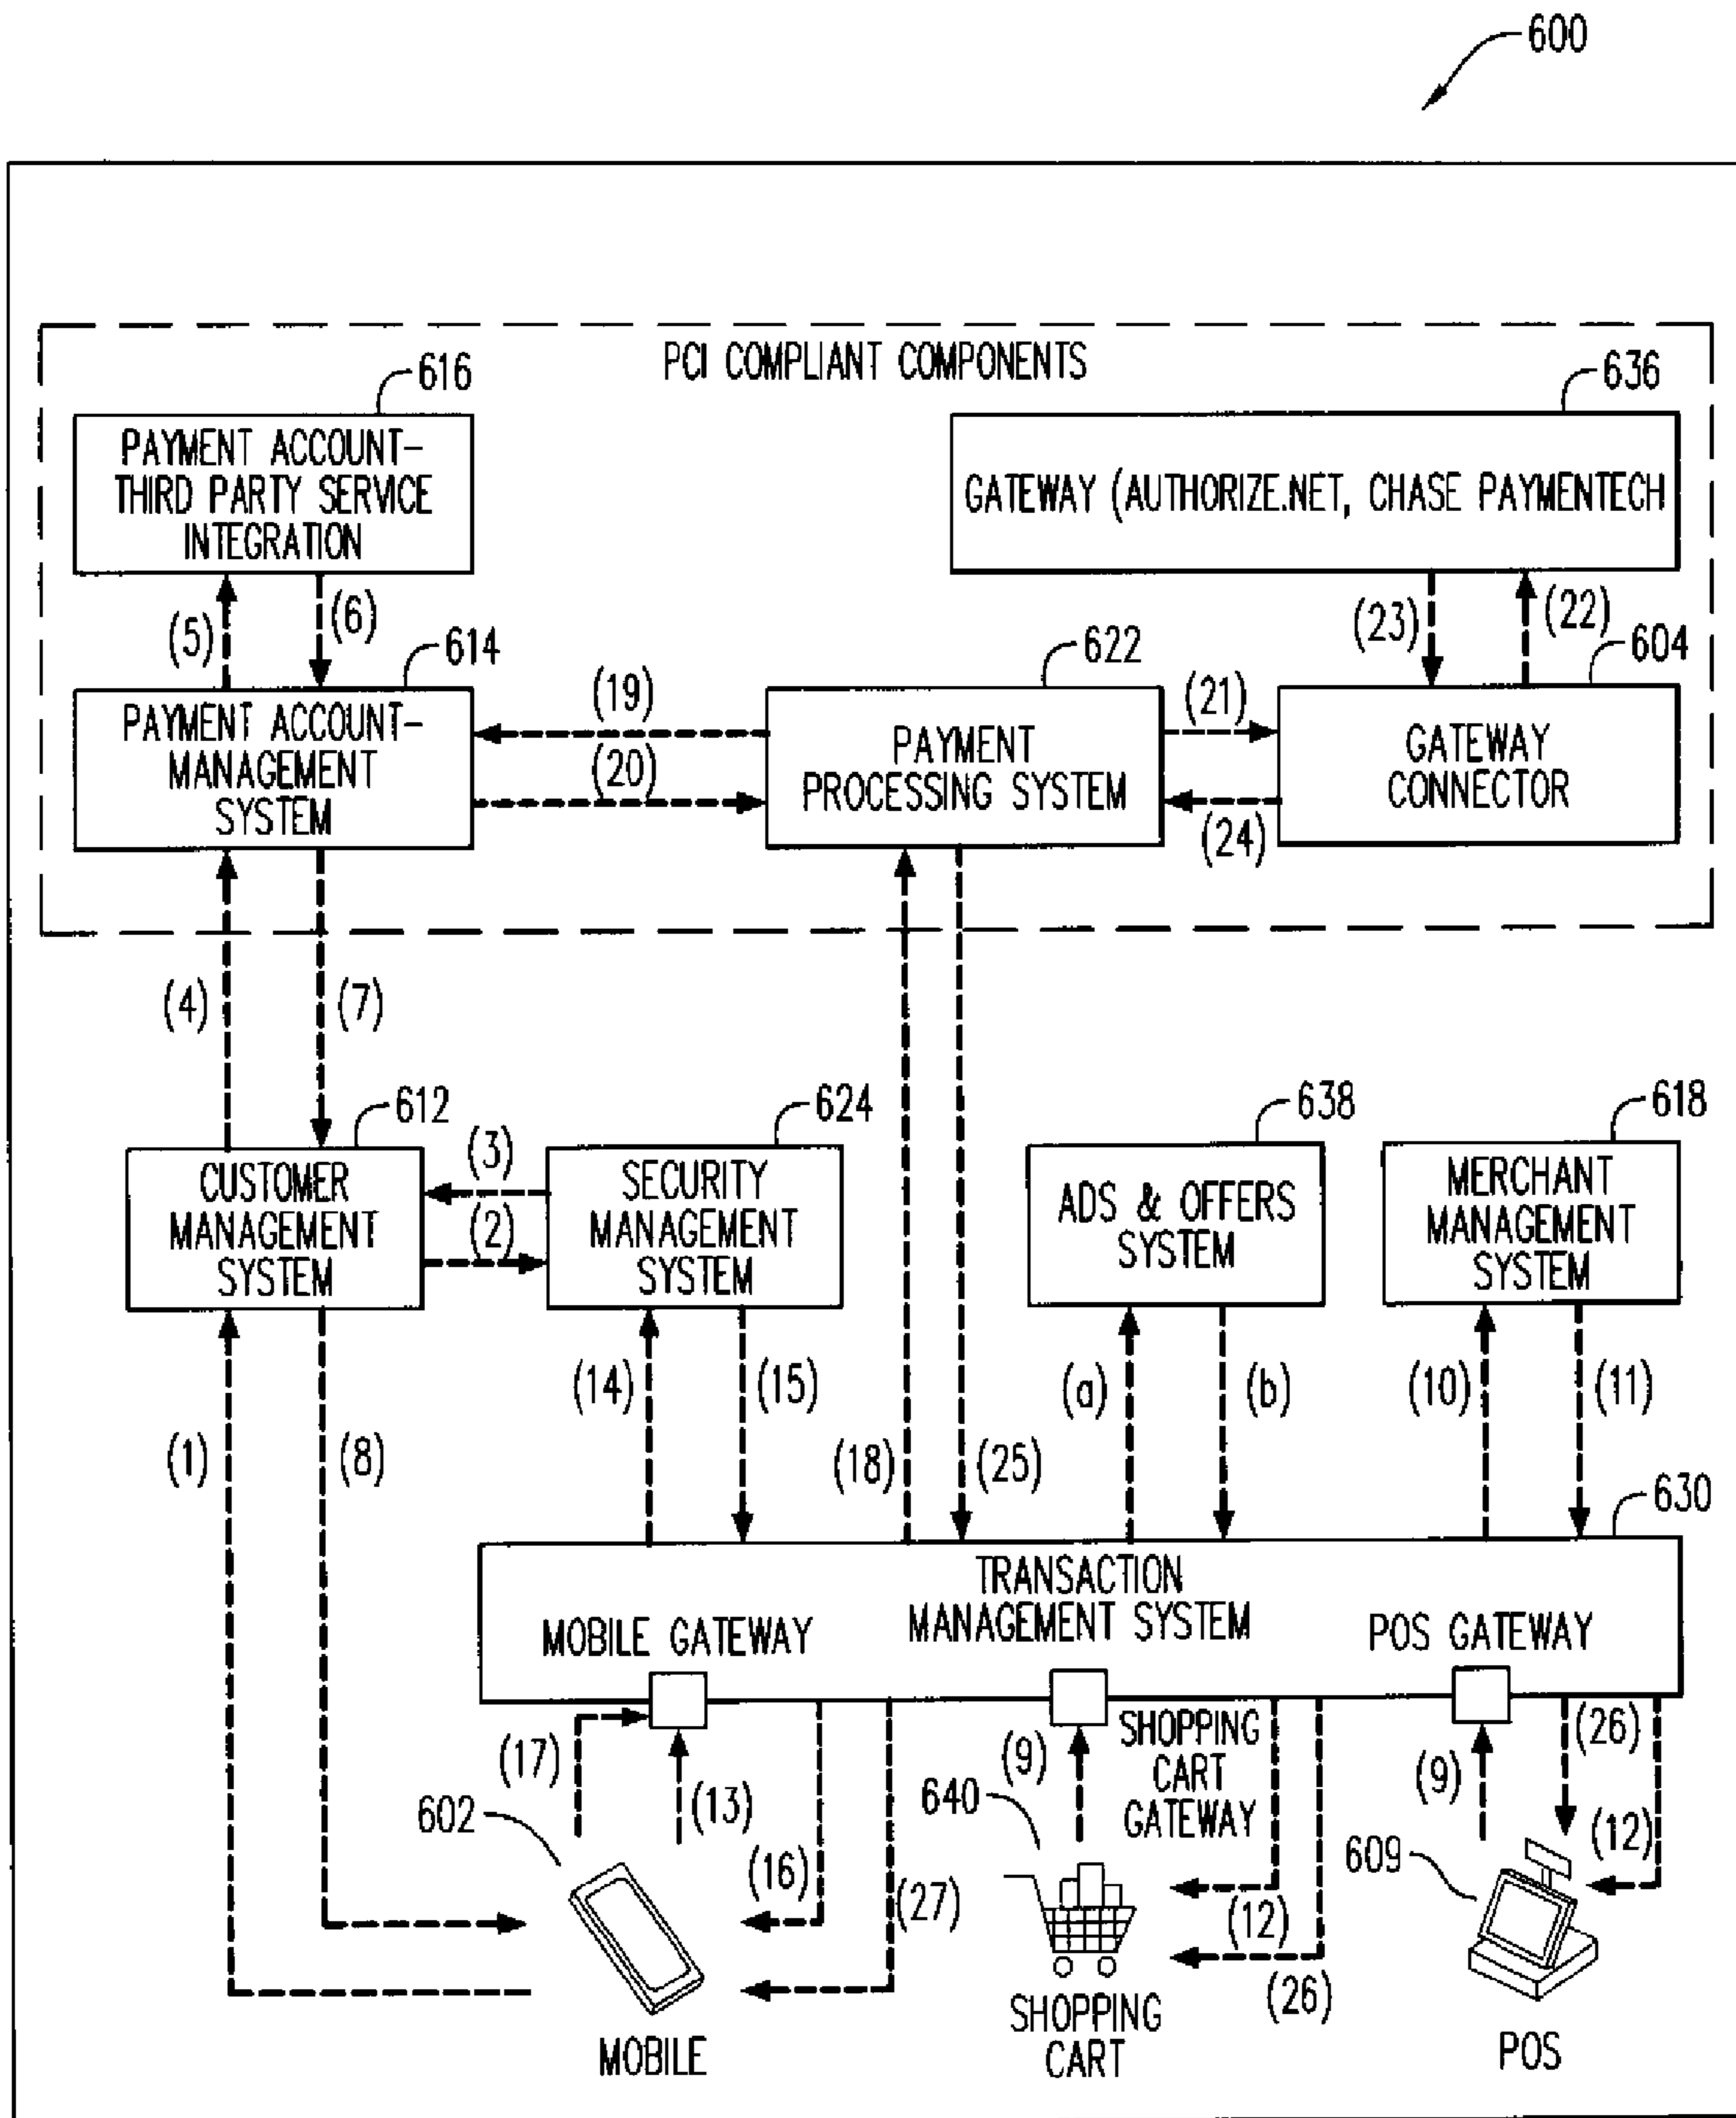 600
PCI COMPLIANT COMPONENTS
616
636
PAYMENT ACCOUNT-
THIRD PARTY SERVICE
INTEGRATION
GATEWAY (AUTHORIZE.NET, CHASE PAYMENTECH
(5)
(6)
(23)
(22)
614
622
604
PAYMENT ACCOUNT-
MANAGEMENT
SYSTEM
(19)
(20)
PAYMENT
PROCESSING SYSTEM
(21)
(24)
GATEWAY
CONNECTOR
(4)
(7)
612
624
638
618
CUSTOMER
MANAGEMENT
SYSTEM
(3)
(2)
SECURITY
MANAGEMENT
SYSTEM
ADS & OFFERS
SYSTEM
MERCHANT
MANAGEMENT
SYSTEM
(1)
(8)
(14)
(15)
(18)
(25)
(a)
(b)
(10)
(11)
630
TRANSACTION
MANAGEMENT SYSTEM
MOBILE GATEWAY
POS GATEWAY
(17)
(13)
(16)
(27)
(9)
SHOPPING
CART
GATEWAY
(9)
(26)
(12)
602
640
609
(12)
(26)
MOBILE
SHOPPING
CART
POS